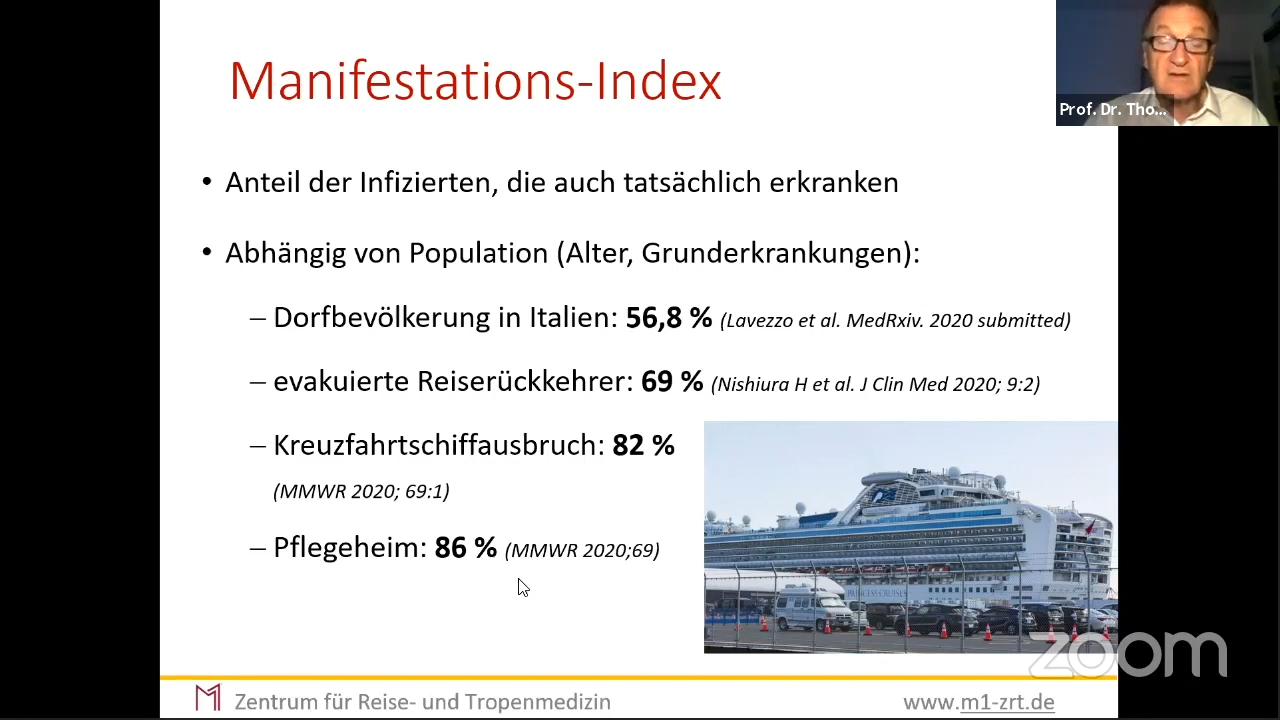 Manifestations-Index
Prof. Dr. Tho...
• Anteil der Infizierten, die auch tatsächlich erkranken
• Abhängig von Population (Alter, Grunderkrankungen):
– Dorfbevölkerung in Italien: 56,8 % (Lavezzo et al. MedRxiv. 2020 submitted)
– evakuierte Reiserückkehrer: 69 % (Nishiura H et al. J Clin Med 2020; 9:2)
– Kreuzfahrtschiffausbruch: 82 %
(MMWR 2020; 69:1)
– Pflegeheim: 86 % (MMWR 2020;69)
PRINCESS CRUISES
zoom
M Zentrum für Reise- und Tropenmedizin
www.m1-zrt.de